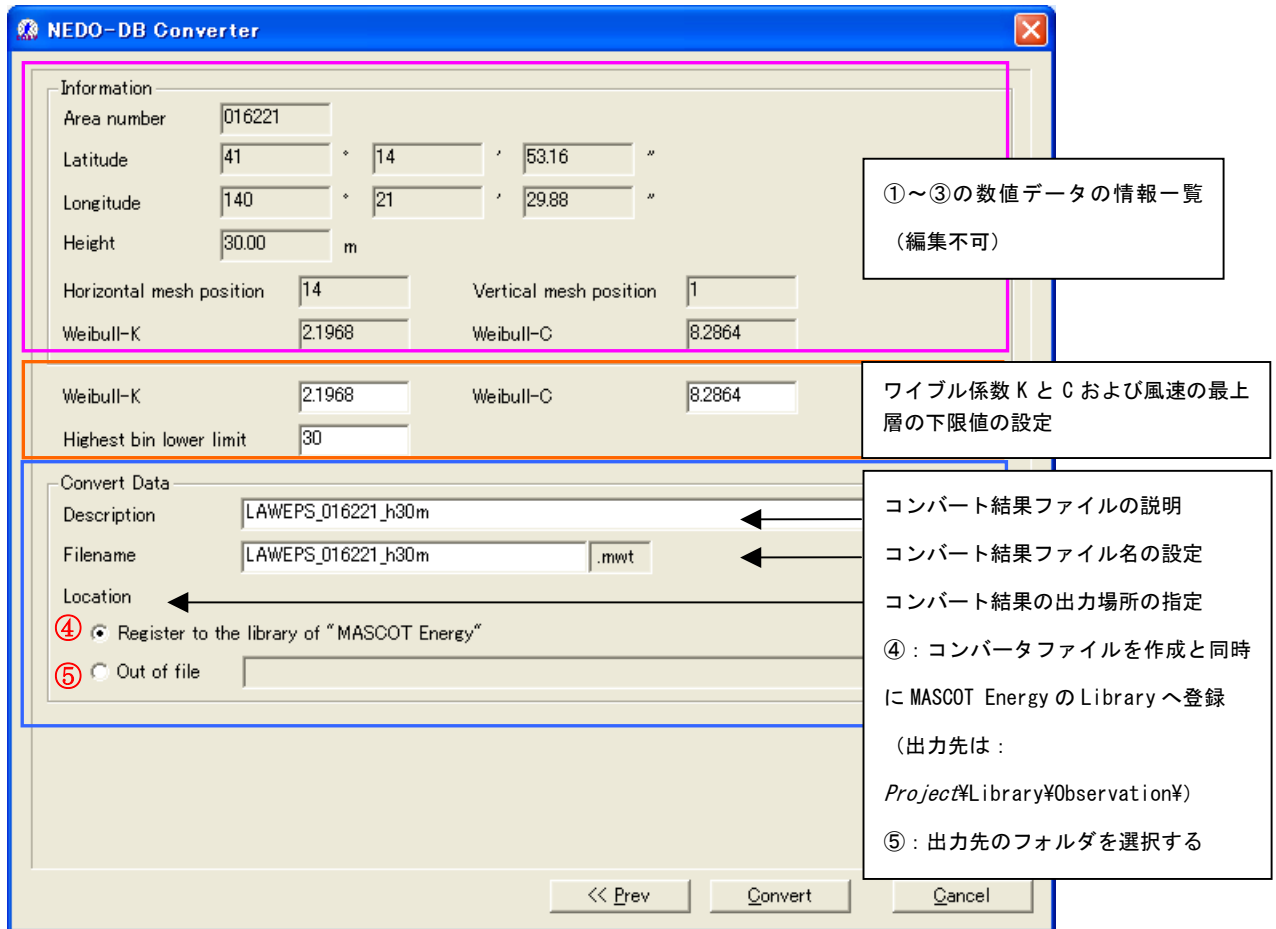 NEDO-DB Converter
Information
Area number 016221
Latitude 41 ° 14 ′ 53.16 ″
Longitude 140 ° 21 ′ 29.88 ″
Height 30.00 m
Horizontal mesh position 14 Vertical mesh position 1
Weibull-K 2.1968 Weibull-C 8.2864
①～③の数値データの情報一覧
（編集不可）
Weibull-K 2.1968 Weibull-C 8.2864
Highest bin lower limit 30
ワイブル係数 K と C および風速の最上
層の下限値の設定
Convert Data
Description LAWEPS_016221_h30m
Filename LAWEPS_016221_h30m .mwt
Location
④ Register to the library of "MASCOT Energy"
⑤ Out of file
コンバート結果ファイルの説明
コンバート結果ファイル名の設定
コンバート結果の出力場所の指定
④：コンバータファイルを作成と同時
に MASCOT Energy の Library へ登録
（出力先は：
Project¥Library¥Observation¥）
⑤：出力先のフォルダを選択する
<< Prev Convert Cancel